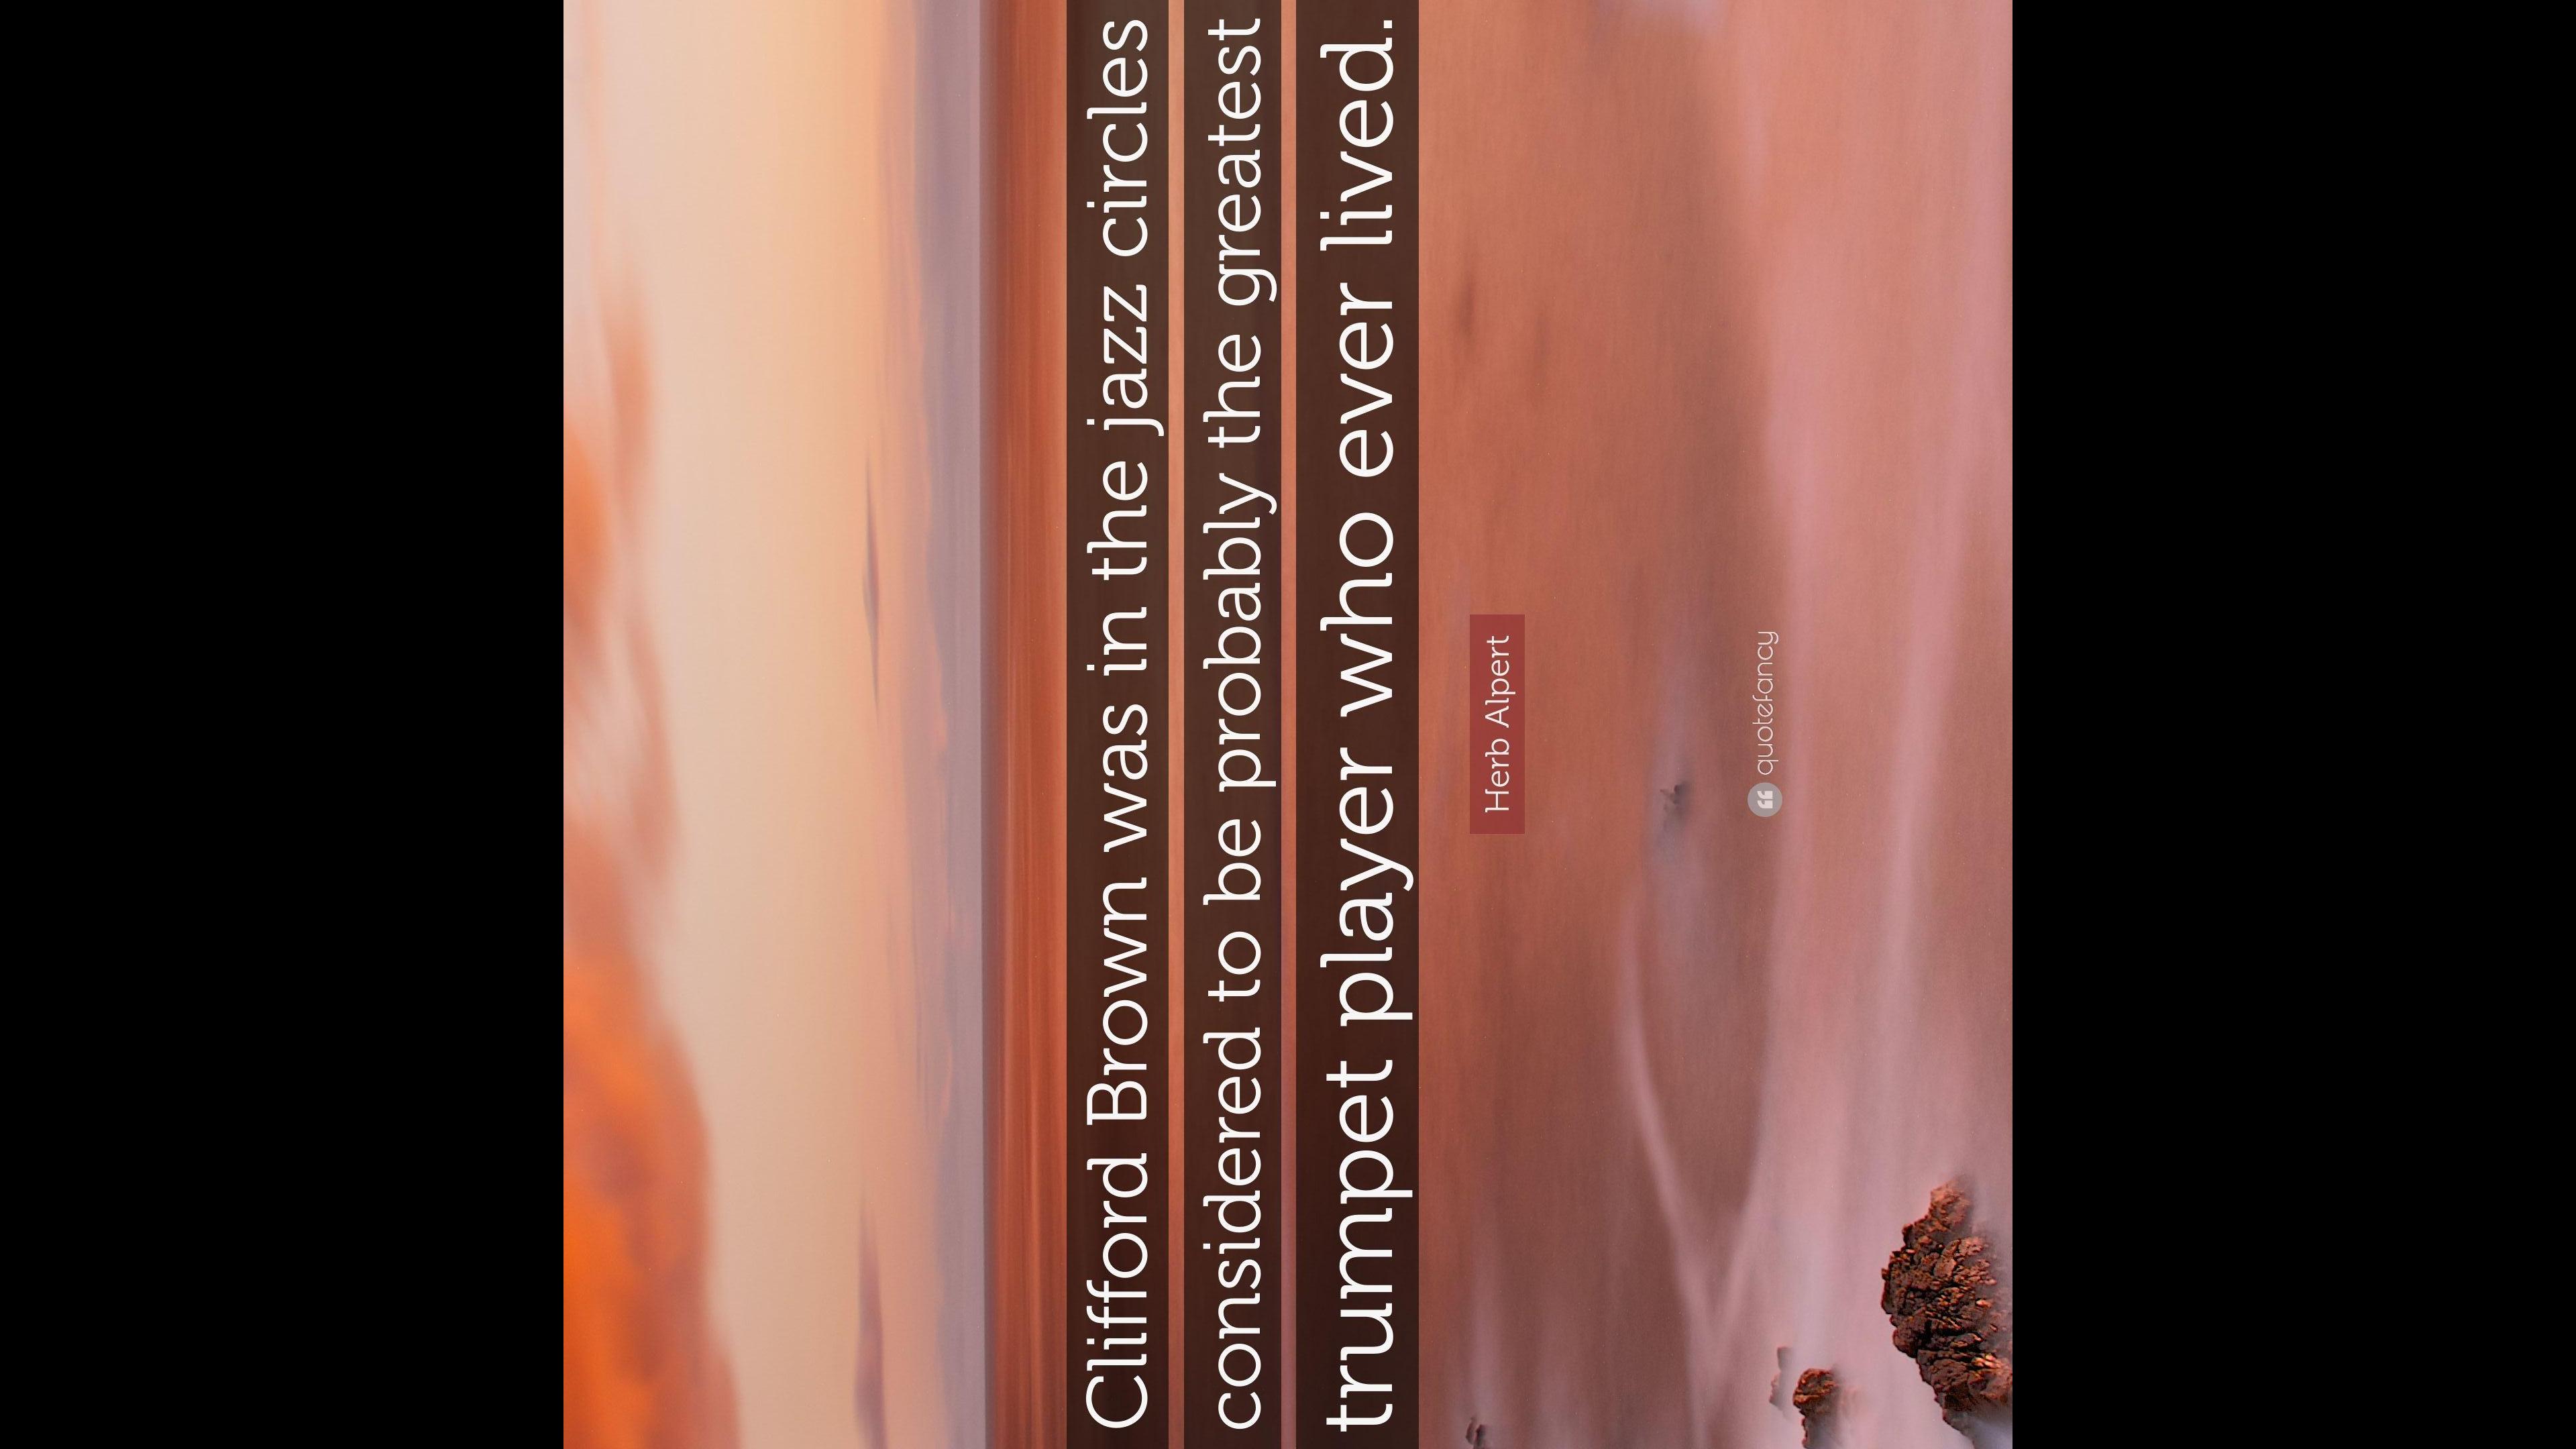 Clifford Brown was in the jazz circles
considered to be probably the greatest
trumpet player who ever lived.
Herb Alpert
quotefancy